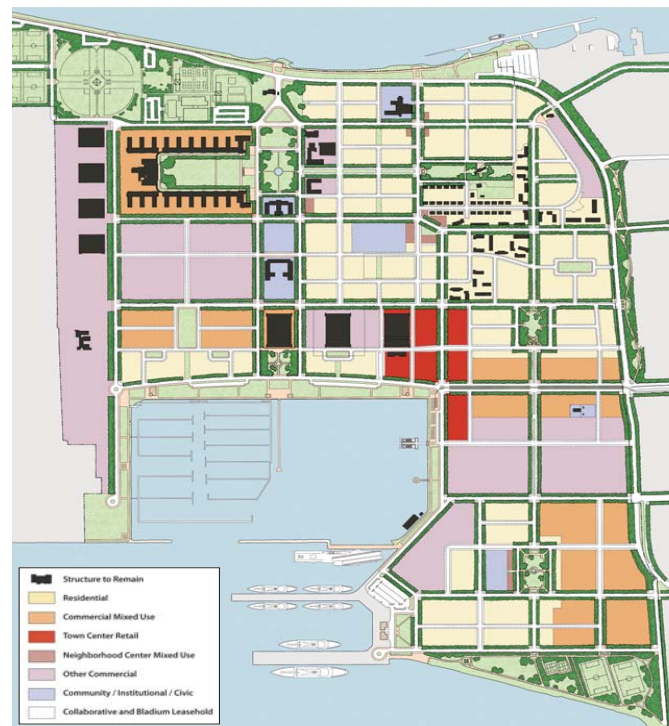 Structure to Remain
Residential
Commercial Mixed Use
Town Center Retail
Neighborhood Center Mixed Use
Other Commercial
Community / Institutional / Civic
Collaborative and Bladium Leasehold